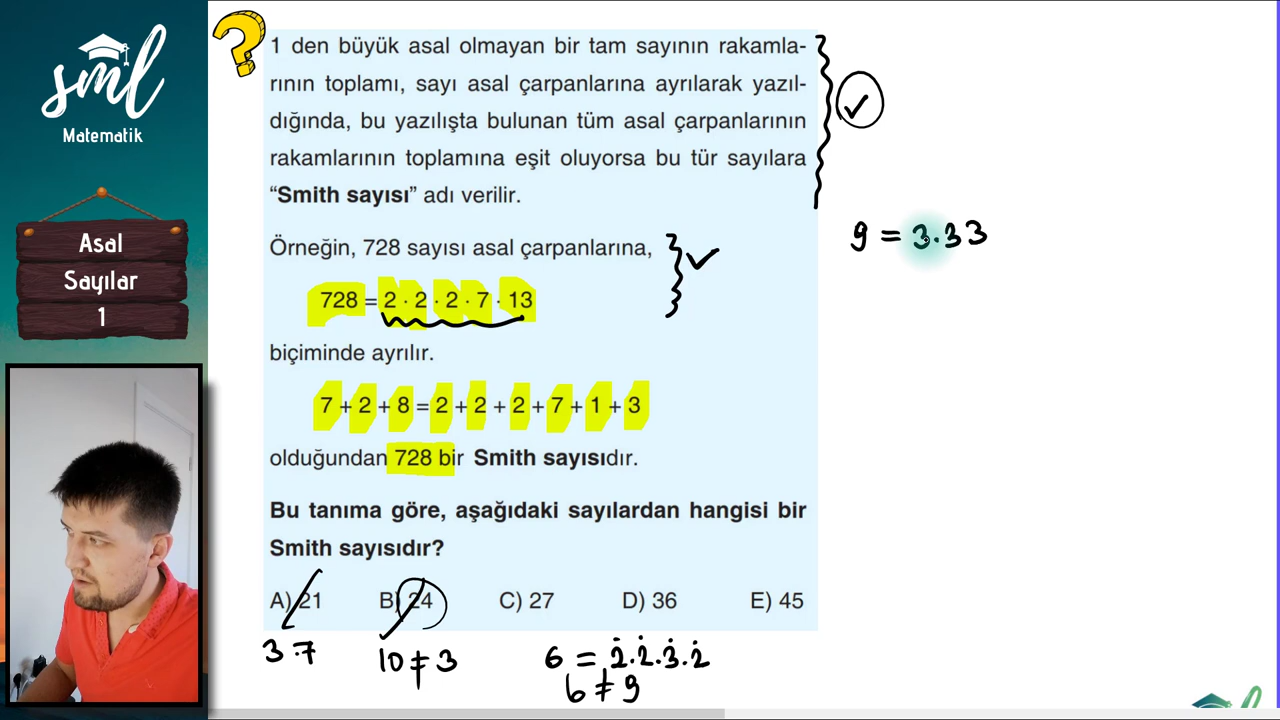 sml
Matematik
Asal
Sayılar
1
?
1 den büyük asal olmayan bir tam sayının rakamla-
rının toplamı, sayı asal çarpanlarına ayrılarak yazıl-
dığında, bu yazılışta bulunan tüm asal çarpanlarının
rakamlarının toplamına eşit oluyorsa bu tür sayılara
“Smith sayısı” adı verilir.
Örneğin, 728 sayısı asal çarpanlarına,
728 = 2 · 2 · 2 · 7 · 13
biçiminde ayrılır.
7 + 2 + 8 = 2 + 2 + 2 + 7 + 1 + 3
olduğundan 728 bir Smith sayısıdır.
Bu tanıma göre, aşağıdaki sayılardan hangisi bir
Smith sayısıdır?
A) 21 B) 24 C) 27 D) 36 E) 45
3.7 10 ≠ 3 6 = 2.2.3.2
6 ≠ 9
9 = 3.33